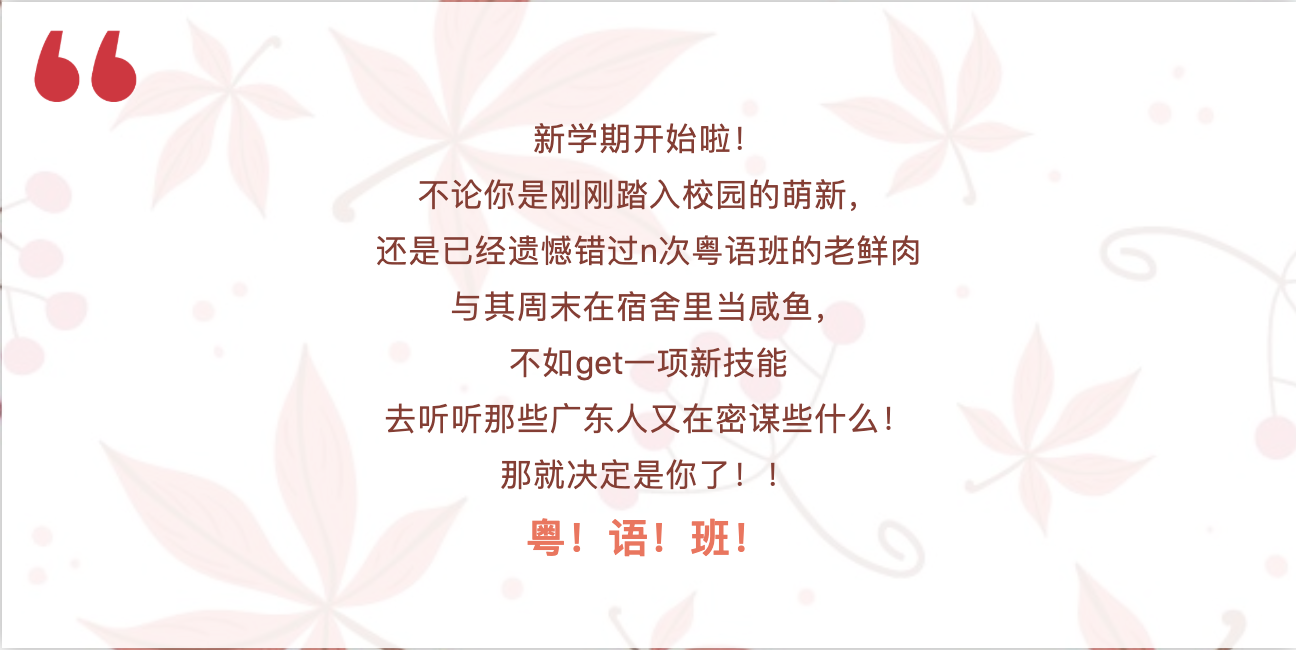 新学期开始啦！
不论你是刚刚踏入校园的萌新，
还是已经遗憾错过n次粤语班的老鲜肉
与其周末在宿舍里当咸鱼，
不如get一项新技能
去听听那些广东人又在密谋些什么！
那就决定是你了！！
粤！语！班！